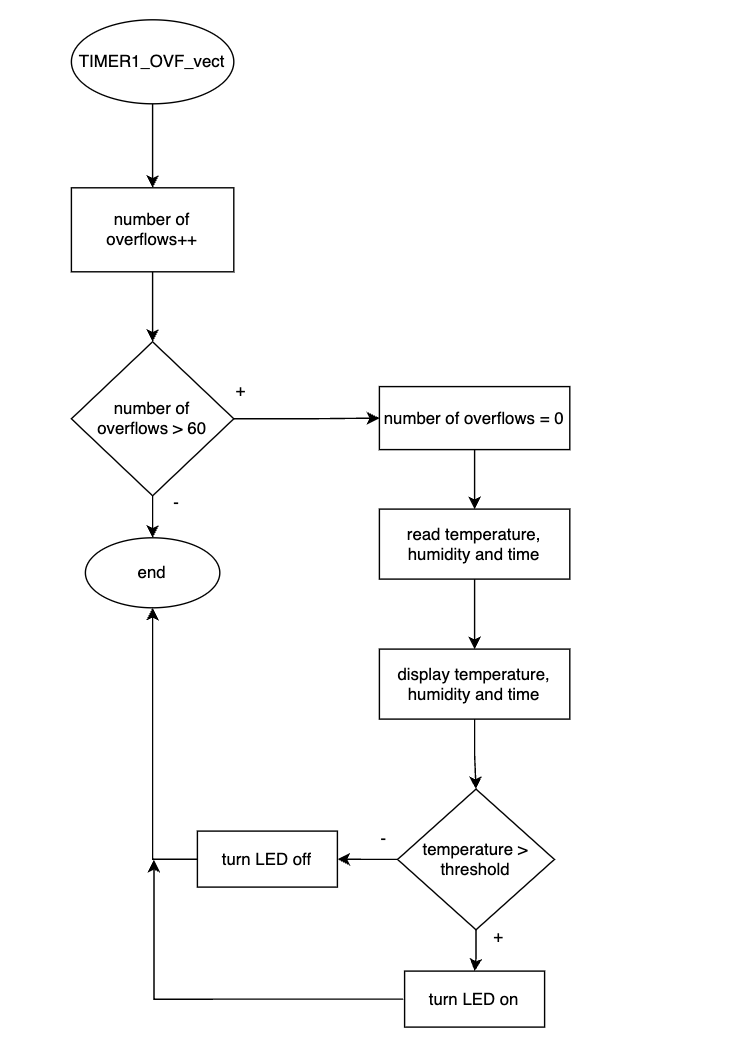 TIMER1_OVF_vect
number of
overflows++
number of
overflows > 60
+
-
end
number of overflows = 0
read temperature,
humidity and time
display temperature,
humidity and time
temperature >
threshold
-
turn LED off
+
turn LED on